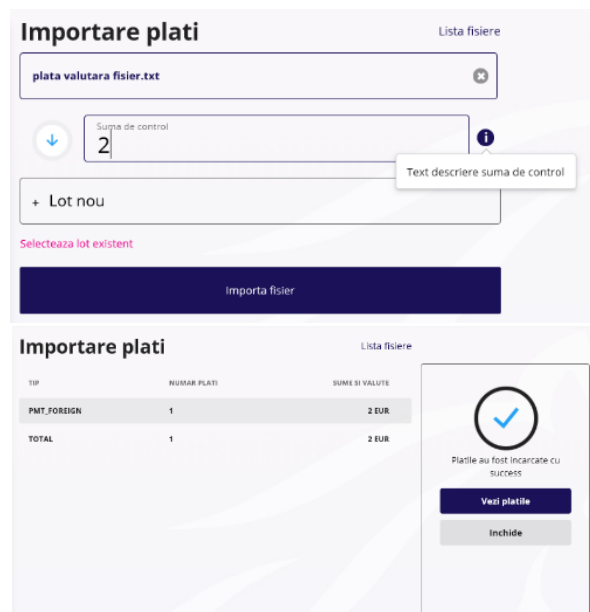 Importare plati
Lista fisiere
plata valutara fisier.txt
Suma de control
2
Text descriere suma de control
+ Lot nou
Selecteaza lot existent
Importa fisier
Importare plati
Lista fisiere
TIP NUMAR PLATI SUME SI VALUTE
PMT_FOREIGN 1 2 EUR
TOTAL 1 2 EUR
Platile au fost incarcate cu
success
Vezi platile
Inchide